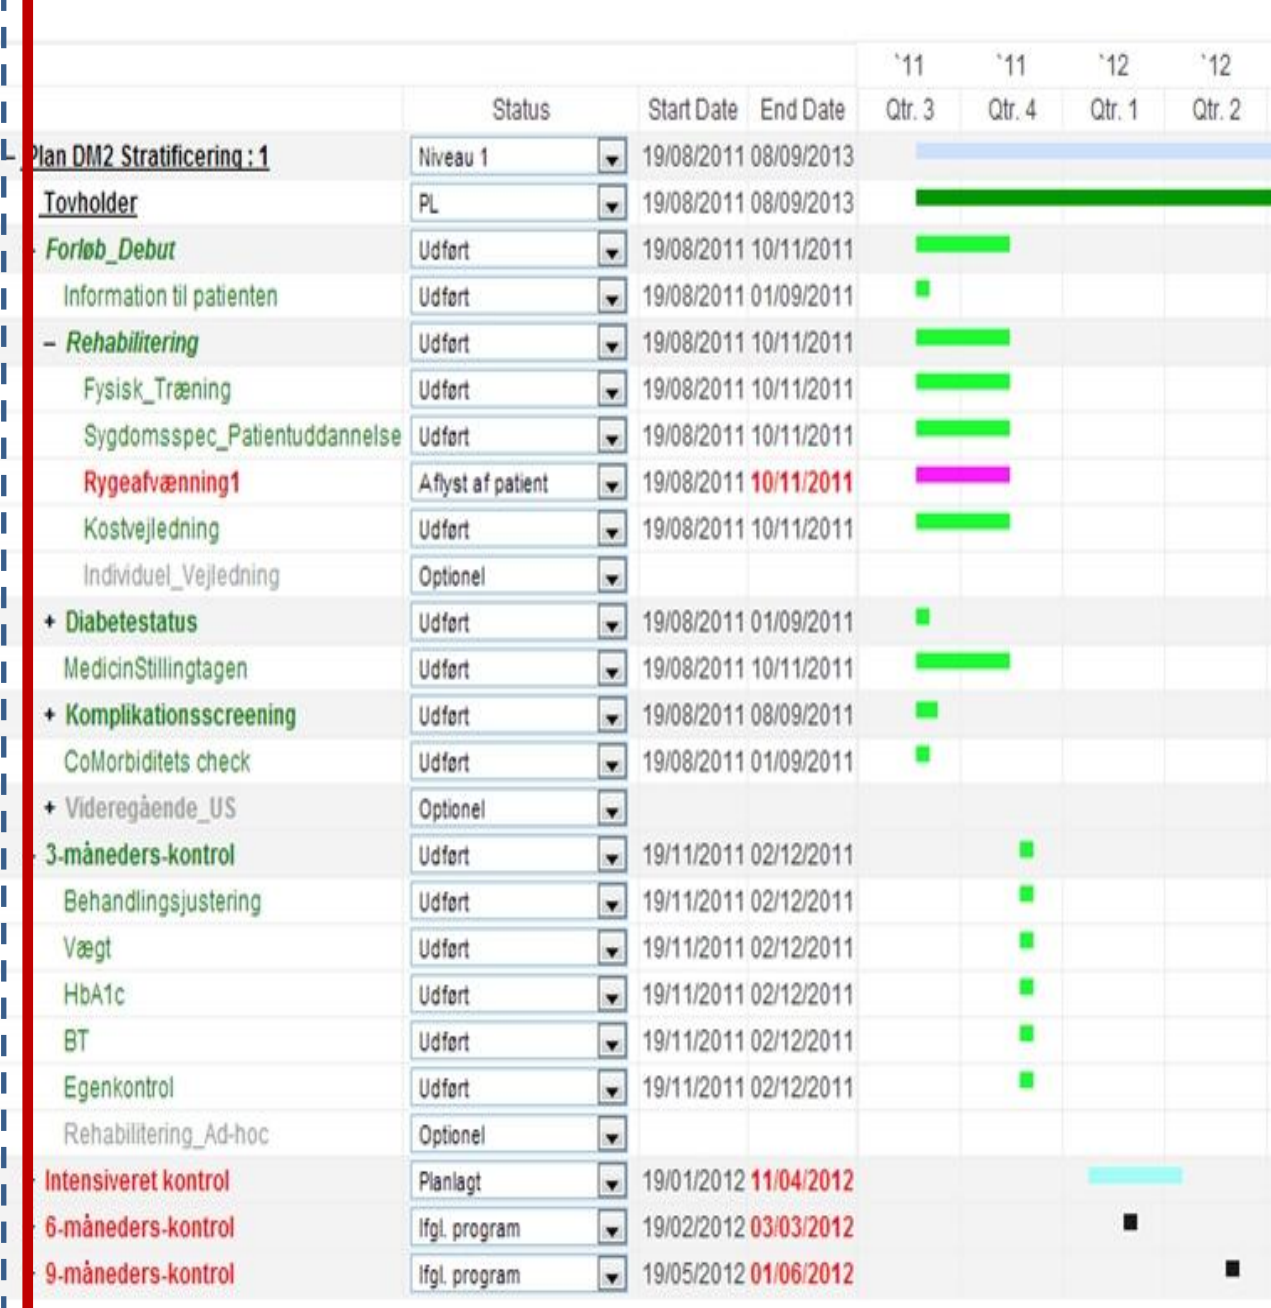 `11 `11 `12 `12
Status Start Date End Date Qtr. 3 Qtr. 4 Qtr. 1 Qtr. 2
– Plan DM2 Stratificering : 1 Niveau 1 19/08/2011 08/09/2013
Tovholder PL 19/08/2011 08/09/2013
Forløb_Debut Udført 19/08/2011 10/11/2011
Information til patienten Udført 19/08/2011 01/09/2011
– Rehabilitering Udført 19/08/2011 10/11/2011
Fysisk_Træning Udført 19/08/2011 10/11/2011
Sygdomsspec_Patientuddannelse Udført 19/08/2011 10/11/2011
Rygeafvænning1 Aflyst af patient 19/08/2011 10/11/2011
Kostvejledning Udført 19/08/2011 10/11/2011
Individuel_Vejledning Optionel
+ Diabetestatus Udført 19/08/2011 01/09/2011
MedicinStillingtagen Udført 19/08/2011 10/11/2011
+ Komplikationsscreening Udført 19/08/2011 08/09/2011
CoMorbiditets check Udført 19/08/2011 01/09/2011
+ Videregående_US Optionel
3-måneders-kontrol Udført 19/11/2011 02/12/2011
Behandlingsjustering Udført 19/11/2011 02/12/2011
Vægt Udført 19/11/2011 02/12/2011
HbA1c Udført 19/11/2011 02/12/2011
BT Udført 19/11/2011 02/12/2011
Egenkontrol Udført 19/11/2011 02/12/2011
Rehabilitering_Ad-hoc Optionel
Intensiveret kontrol Planlagt 19/01/2012 11/04/2012
6-måneders-kontrol Ifgl. program 19/02/2012 03/03/2012
9-måneders-kontrol Ifgl. program 19/05/2012 01/06/2012